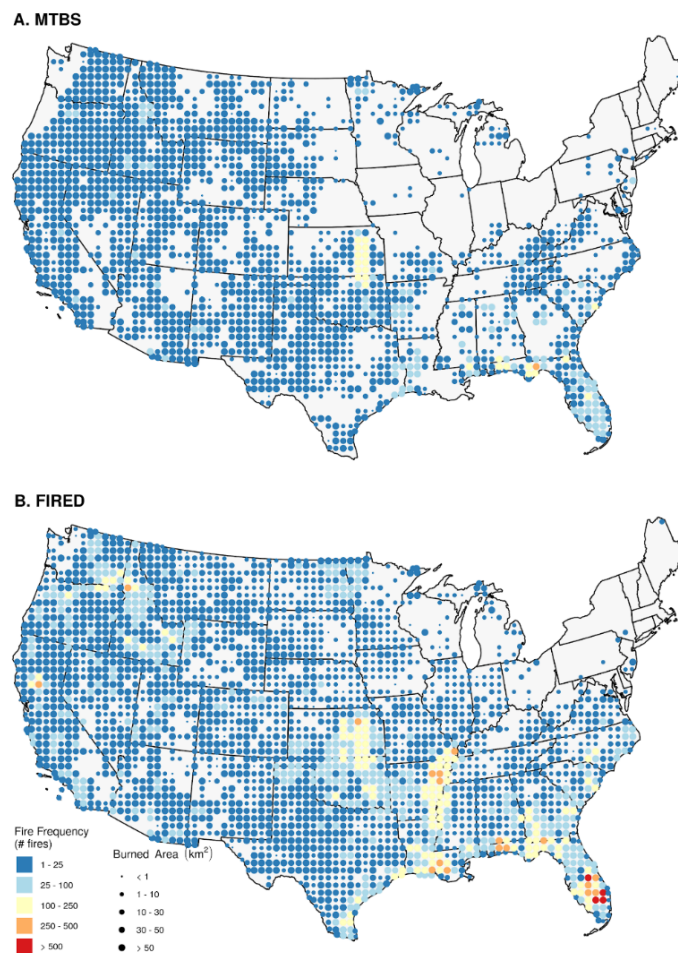 A. MTBS
B. FIRED
Fire Frequency
(# fires)
1 - 25
25 - 100
100 - 250
250 - 500
> 500
Burned Area (km²)
< 1
1 - 10
10 - 30
30 - 50
> 50